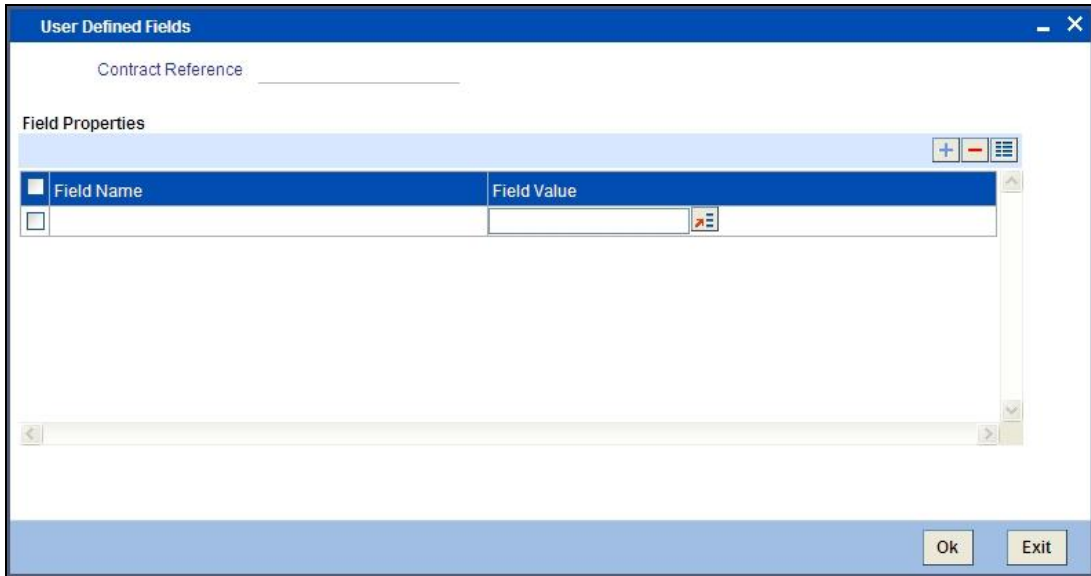 User Defined Fields
Contract Reference
Field Properties
Field Name Field Value
Ok Exit